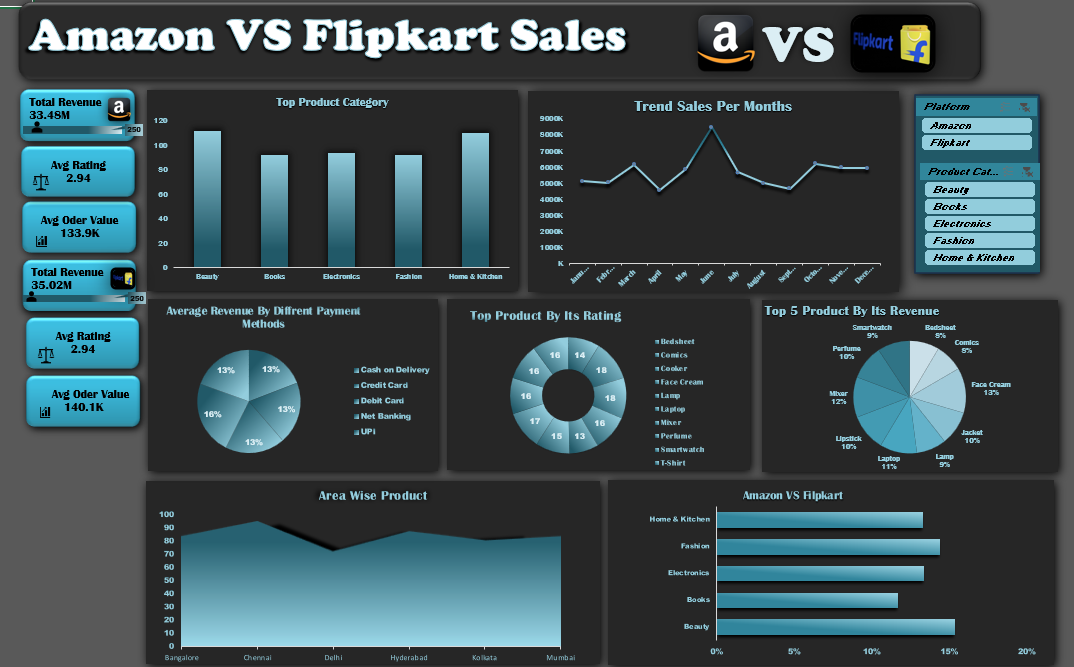 Amazon VS Flipkart Sales
a
VS
Flipkart
f
Total Revenue
33.48M
a
250
Avg Rating
2.94
Avg Oder Value
133.9K
Total Revenue
35.02M
250
Avg Rating
2.94
Avg Oder Value
140.1K
Top Product Category
120
100
80
60
40
20
0
Beauty
Books
Electronics
Fashion
Home & Kitchen
Trend Sales Per Months
9000K
8000K
7000K
6000K
5000K
4000K
3000K
2000K
1000K
K
Janu...
Febr...
March
April
May
June
July
August
Sept...
Octo...
Nove...
Dece...
Platform
Amazon
Flipkart
Product Cat...
Beauty
Books
Electronics
Fashion
Home & Kitchen
Average Revenue By Diffrent Payment
Methods
13%
13%
13%
16%
13%
Cash on Delivery
Credit Card
Debit Card
Net Banking
UPi
Top Product By Its Rating
14
18
18
16
13
15
17
16
16
16
Bedsheet
Comics
Cooker
Face Cream
Lamp
Laptop
Mixer
Perfume
Smartwatch
T-Shirt
Top 5 Product By Its Revenue
Bedsheet
8%
Comics
8%
Face Cream
13%
Jacket
10%
Lamp
9%
Laptop
11%
Lipstick
10%
Mixer
12%
Perfume
10%
Smartwatch
9%
Area Wise Product
100
90
80
70
60
50
40
30
20
10
0
Bangalore
Chennai
Delhi
Hyderabad
Kolkata
Mumbai
Amazon VS Filpkart
Home & Kitchen
Fashion
Electronics
Books
Beauty
0%
5%
10%
15%
20%